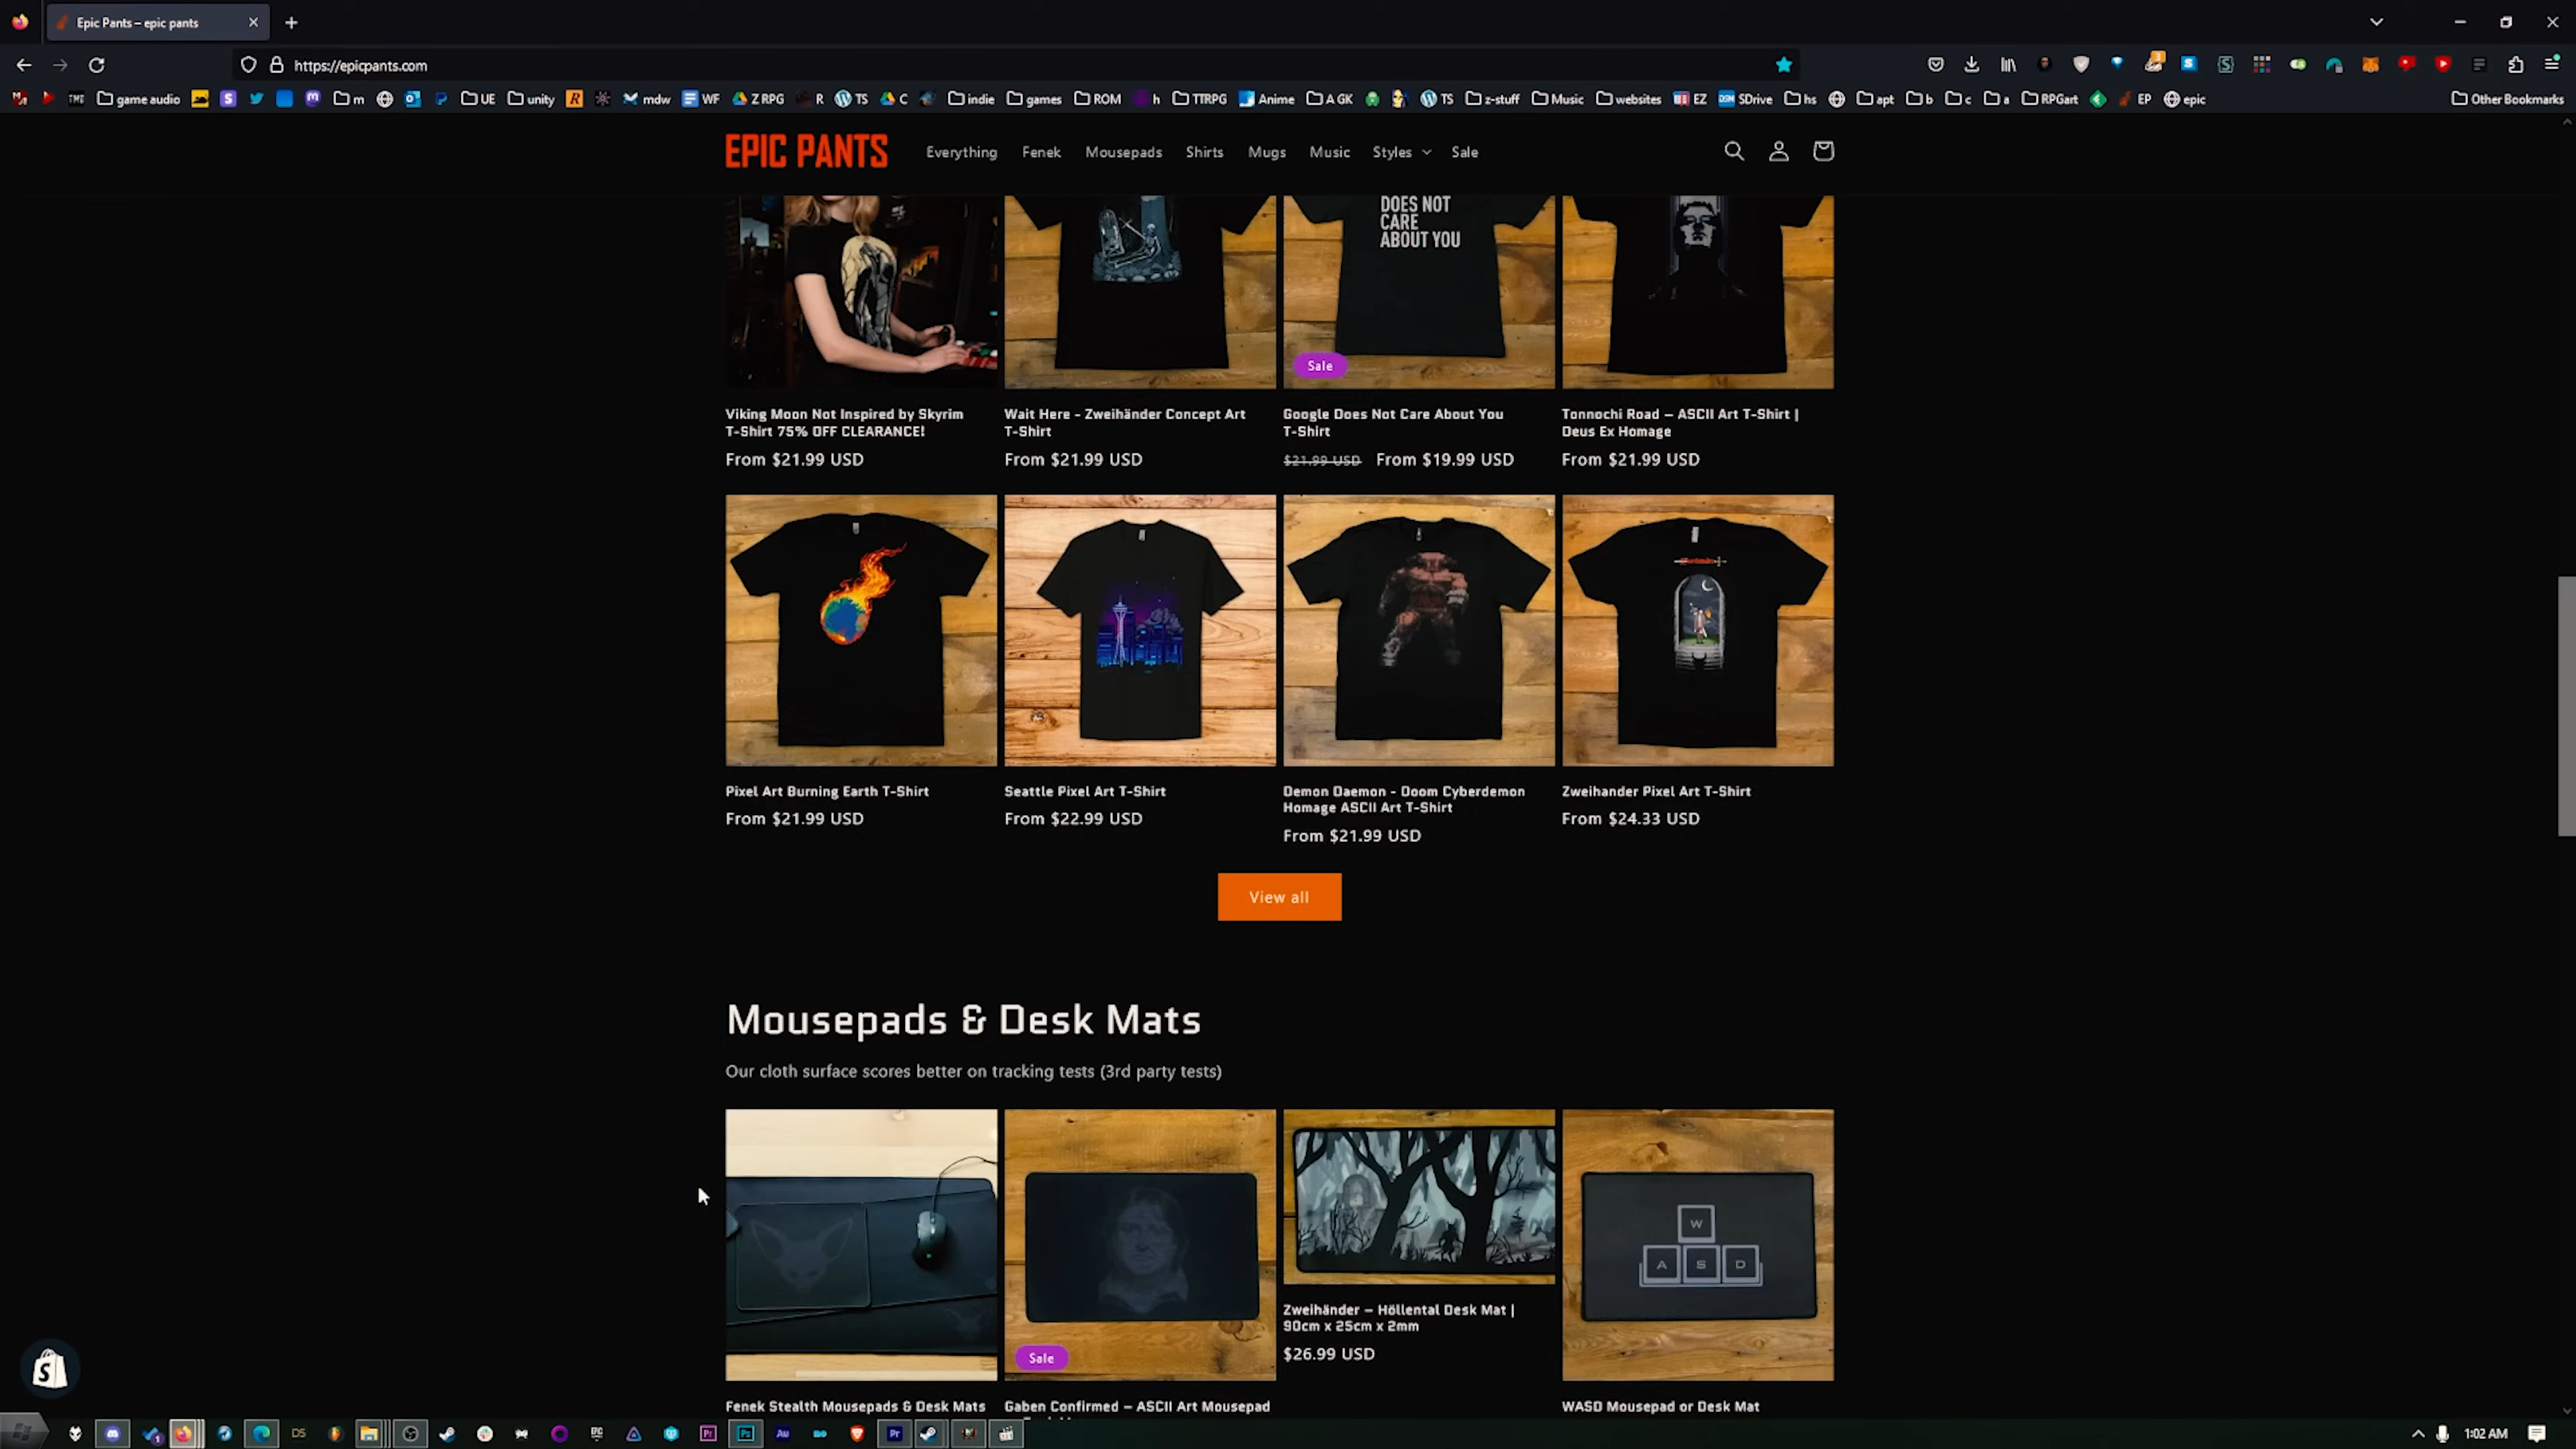 Epic Pants – epic pants
https://epicpants.com
game audio m UE unity mdw WF Z RPG R TS C indie games ROM h TTRPG Anime A GK TS z-stuff Music websites EZ SDrive hs apt b c a RPGart EP epic Other Bookmarks
EPIC PANTS Everything Fenek Mousepads Shirts Mugs Music Styles Sale
DOES NOT
CARE
ABOUT YOU
Sale
Viking Moon Not Inspired by Skyrim
T-Shirt 75% OFF CLEARANCE!
From $21.99 USD
Wait Here - Zweihänder Concept Art
T-Shirt
From $21.99 USD
Google Does Not Care About You
T-Shirt
$21.99 USD From $19.99 USD
Tonnochi Road – ASCII Art T-Shirt |
Deus Ex Homage
From $21.99 USD
Pixel Art Burning Earth T-Shirt
From $21.99 USD
Seattle Pixel Art T-Shirt
From $22.99 USD
Demon Daemon - Doom Cyberdemon
Homage ASCII Art T-Shirt
From $21.99 USD
Zweihander Pixel Art T-Shirt
From $24.33 USD
View all
Mousepads & Desk Mats
Our cloth surface scores better on tracking tests (3rd party tests)
W
A S D
Sale
Fenek Stealth Mousepads & Desk Mats
Gaben Confirmed – ASCII Art Mousepad
Zweihänder – Höllental Desk Mat |
90cm x 25cm x 2mm
$26.99 USD
WASD Mousepad or Desk Mat
1:02 AM